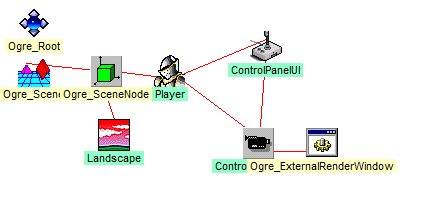 Ogre_Root
ControlPanelUI
Ogre_Scen
Ogre_SceneNode
Player
Landscape
Contro
Ogre_ExternalRenderWindow